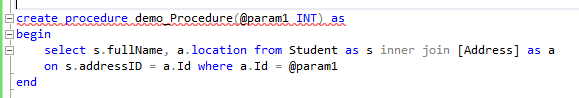 create procedure demo_Procedure(@param1 INT) as
begin
select s.fullName, a.location from Student as s inner join [Address] as a
on s.addressID = a.Id where a.Id = @param1
end